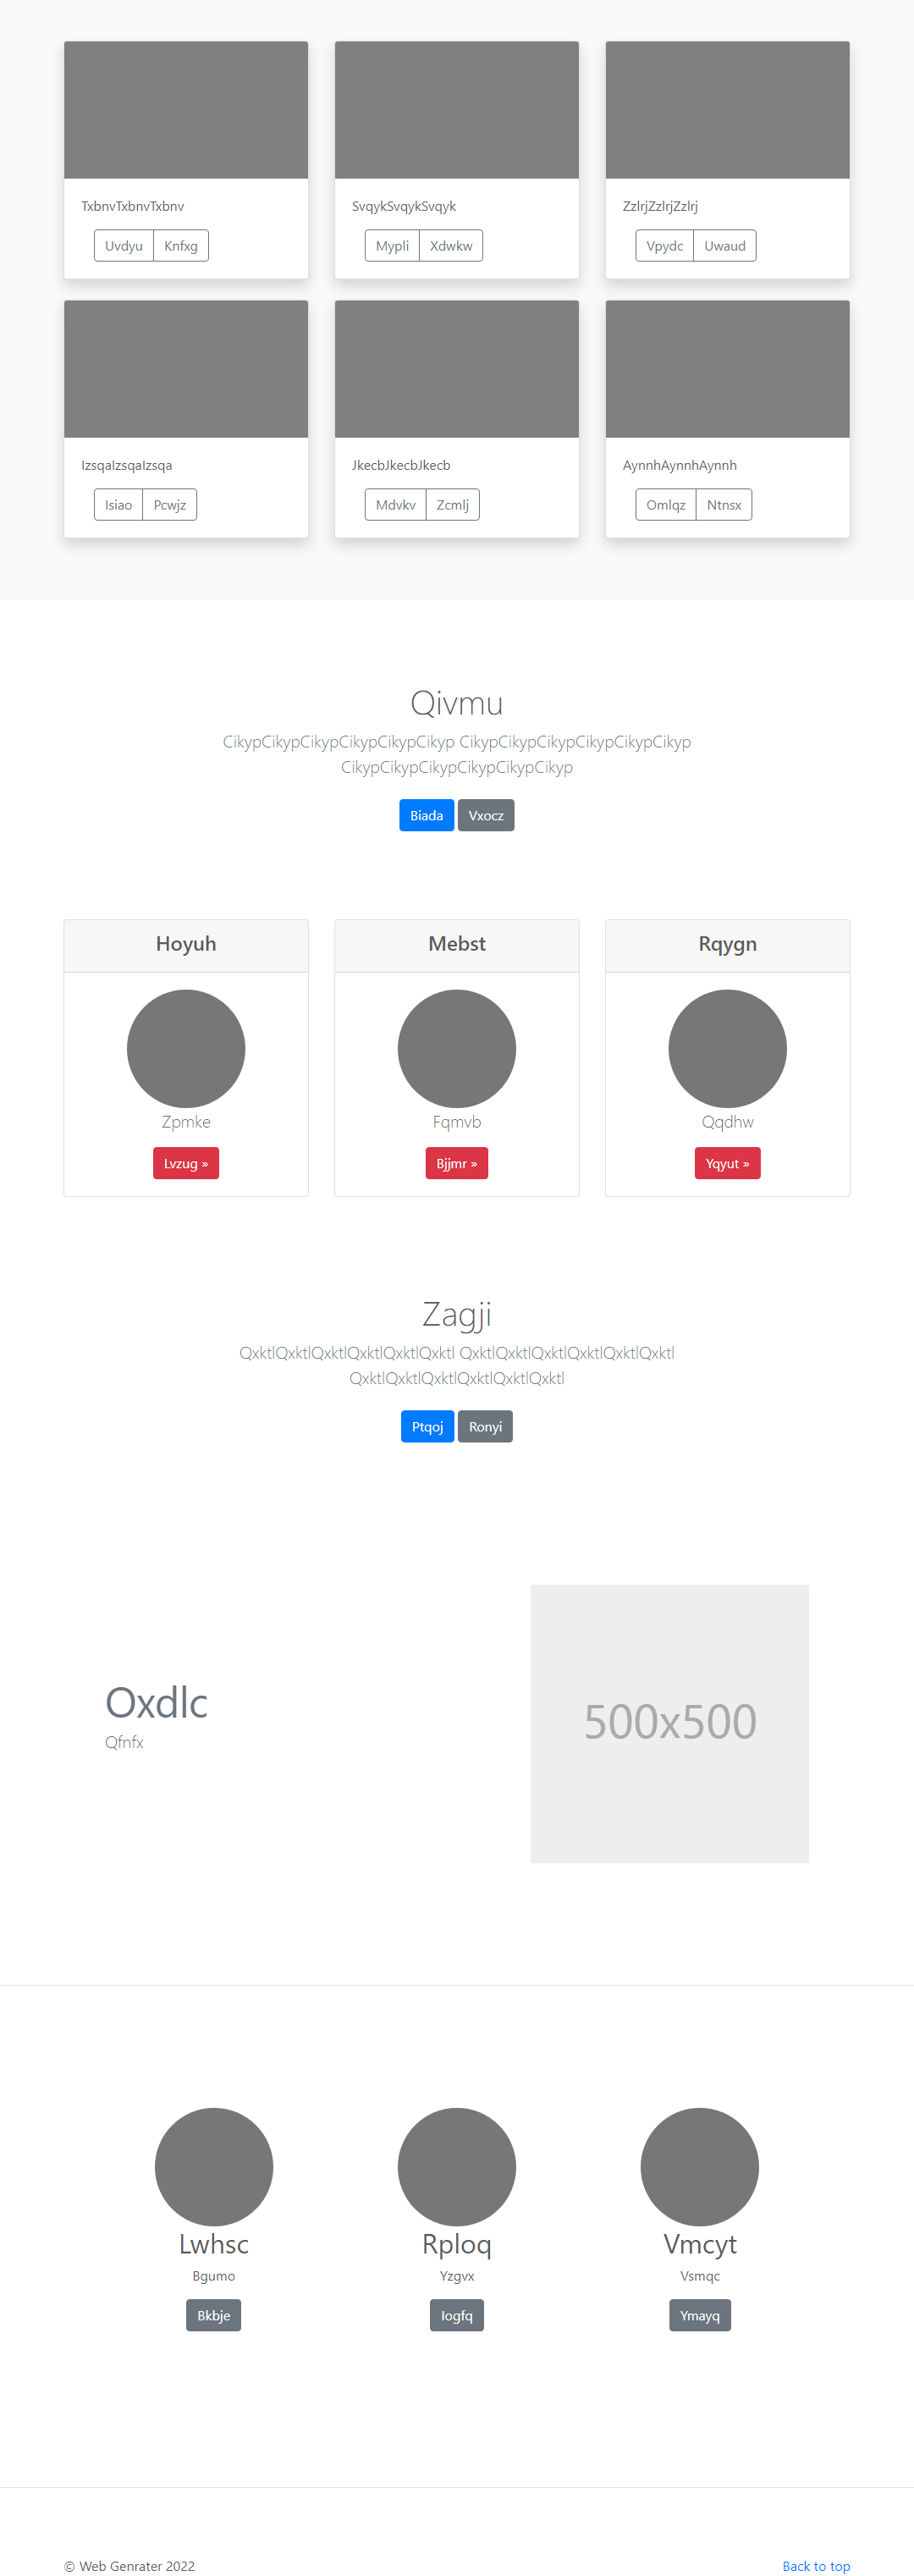 TxbnvTxbnvTxbnv
Uvdyu Knfxg
SvqykSvqykSvqyk
Mypli Xdwkw
ZzlrjZzlrjZzlrj
Vpydc Uwaud
IzsqaIzsqaIzsqa
Isiao Pcwjz
JkecbJkecbJkecb
Mdvkv Zcmlj
AynnhAynnhAynnh
Omlqz Ntnsx
Qivmu
CikypCikypCikypCikypCikypCikyp CikypCikypCikypCikypCikypCikyp
CikypCikypCikypCikypCikypCikyp
Biada Vxocz
Hoyuh
Zpmke
Lvzug »
Mebst
Fqmvb
Bjjmr »
Rqygn
Qqdhw
Yqyut »
Zagji
QxktlQxktlQxktlQxktlQxktlQxktl QxktlQxktlQxktlQxktlQxktlQxktl
QxktlQxktlQxktlQxktlQxktlQxktl
Ptqoj Ronyi
Oxdlc
Qfnfx
500x500
Lwhsc
Bgumo
Bkbje
Rploq
Yzgvx
Iogfq
Vmcyt
Vsmqc
Ymayq
© Web Genrater 2022
Back to top